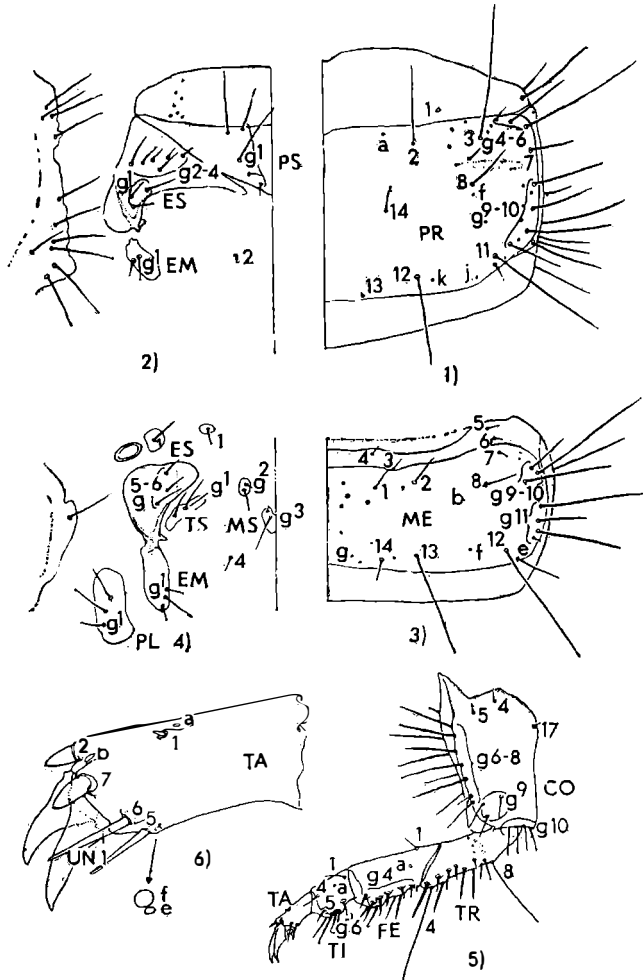 1
a
2
3
g4-6
7
8
f
g9-10
14
PR
11
12
k
j
13
1)
g1
PS
g1
g2-4
ES
g1
EM
2
2)
5
6
4
3
7
1
2
b
8
g9-10
ME
g11
12
e
g
14
13
f
3)
1
ES
5-6
g
g1
g2
TS
MS
g3
4
EM
g1
g1
PL
4)
a
1
2
b
7
TA
6
5
UN1
6)
f
e
5
4
17
g6-8
CO
g9
g10
1
1
a
g4
4
a
TA
5
8
g6
FE
4
TR
TI
5)